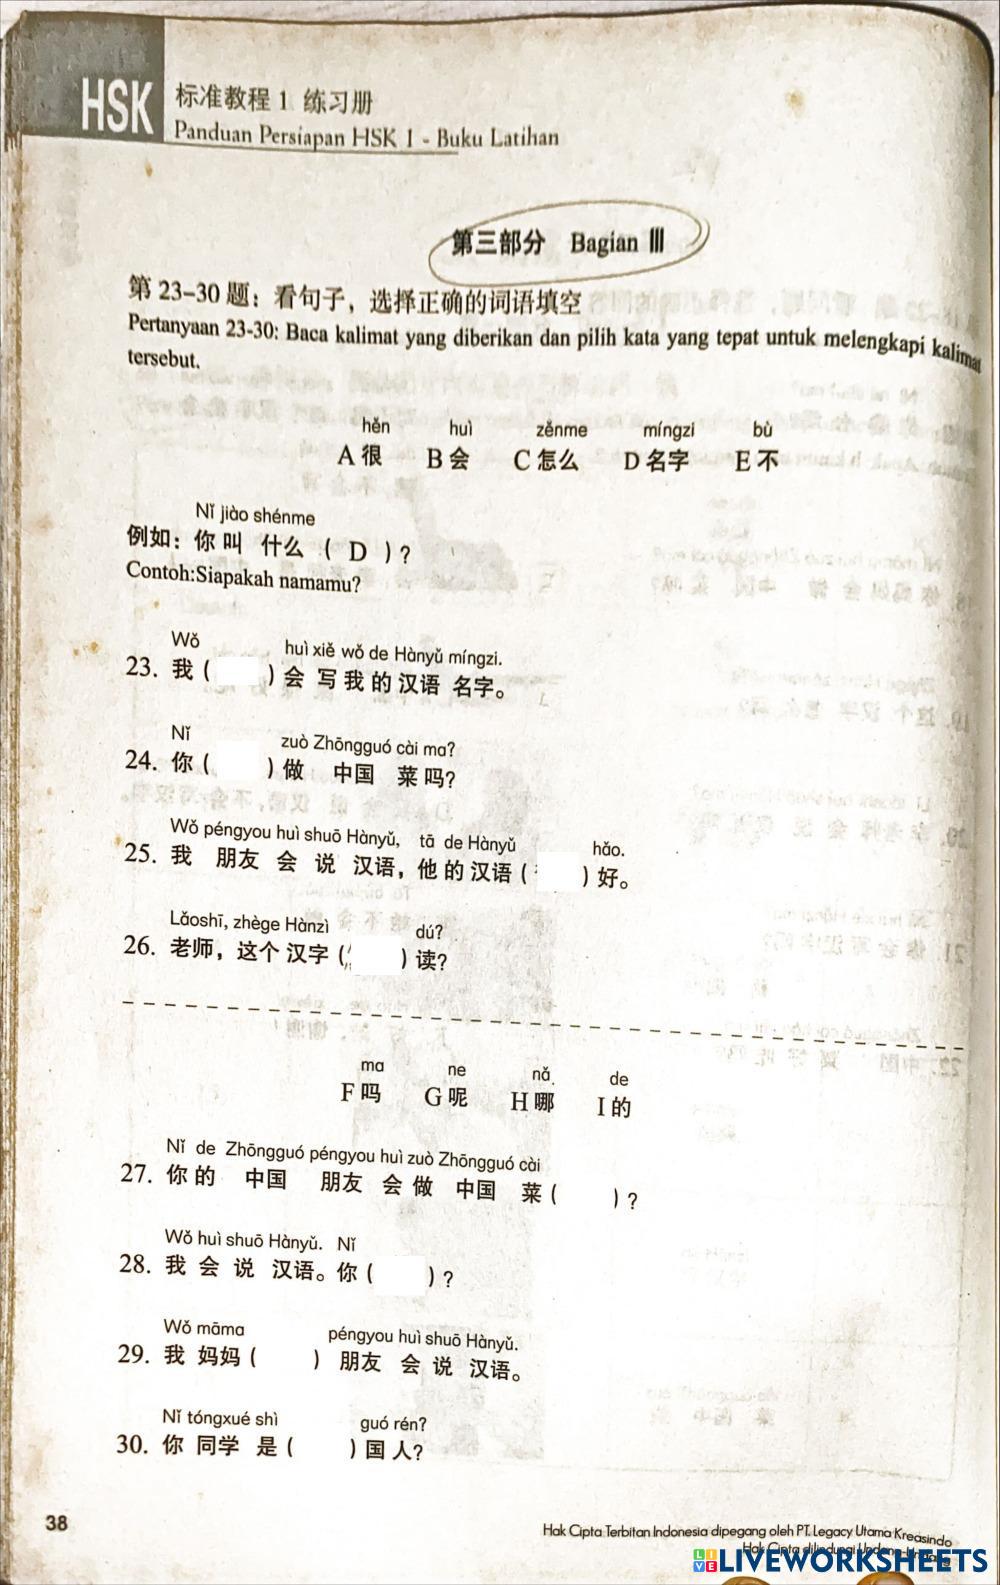 HSK 标准教程 1 练习册
Panduan Persiapan HSK 1 - Buku Latihan
第三部分 Bagian Ⅲ
第 23-30 题：看句子，选择正确的词语填空
Pertanyaan 23-30: Baca kalimat yang diberikan dan pilih kata yang tepat untuk melengkapi kalimat
tersebut.
hěn huì zěnme míngzi bù
A 很 B 会 C 怎么 D 名字 E 不
Nǐ jiào shénme
例如：你 叫 什么 ( D )？
Contoh:Siapakah namamu?
Wǒ huì xiě wǒ de Hànyǔ míngzi.
23. 我 ( ) 会 写 我 的 汉语 名字。
Nǐ zuò Zhōngguó cài ma?
24. 你 ( ) 做 中国 菜 吗？
Wǒ péngyou huì shuō Hànyǔ, tā de Hànyǔ hǎo.
25. 我 朋友 会 说 汉语，他 的 汉语 ( ) 好。
Lǎoshī, zhège Hànzì dú?
26. 老师，这个 汉字 ( ) 读？
ma ne nǎ de
F 吗 G 呢 H 哪 I 的
Nǐ de Zhōngguó péngyou huì zuò Zhōngguó cài
27. 你 的 中国 朋友 会 做 中国 菜 ( )？
Wǒ huì shuō Hànyǔ. Nǐ
28. 我 会 说 汉语。你 ( )？
Wǒ māma péngyou huì shuō Hànyǔ.
29. 我 妈妈 ( ) 朋友 会 说 汉语。
Nǐ tóngxué shì guó rén?
30. 你 同学 是 ( ) 国 人？
38
Hak Cipta Terbitan Indonesia dipegang oleh PT. Legacy Utama Kreasindo
Hak Cipta dilindungi Undang-Undang
LIVEWORKSHEETS